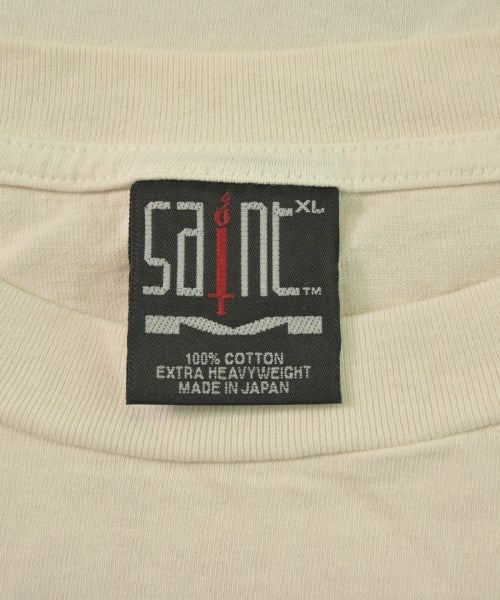 saint XL
TM
100% COTTON
EXTRA HEAVYWEIGHT
MADE IN JAPAN